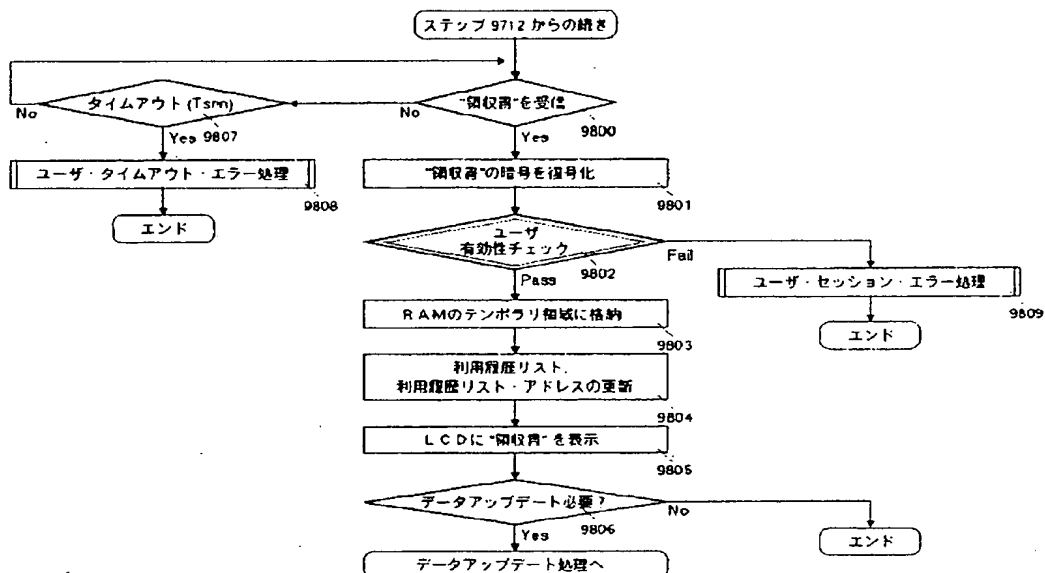 ステップ 9712 からの続き
"領収書"を受信
9800
No
Yes
タイムアウト (Tsrm)
9807
No
Yes
ユーザ・タイムアウト・エラー処理
9808
エンド
"領収書"の暗号を復号化
9801
ユーザ
有効性チェック
9802
Fail
Pass
ユーザ・セッション・エラー処理
9809
エンド
RAMのテンポラリ領域に格納
9803
利用履歴リスト,
利用履歴リスト・アドレスの更新
9804
LCDに"領収書"を表示
9805
データアップデート必要?
9806
No
Yes
エンド
データアップデート処理へ